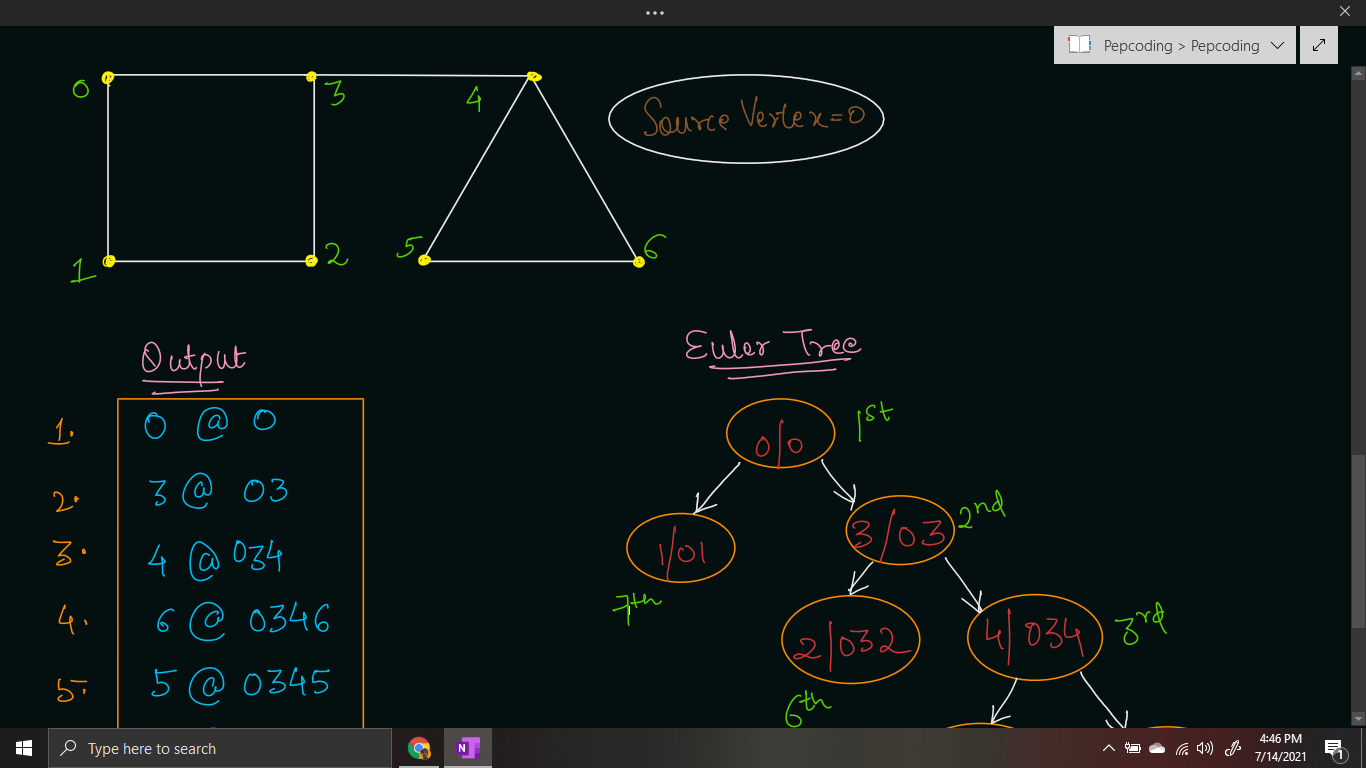 Pepcoding > Pepcoding
0
3
4
Source Vertex=0
5
6
1
2
Output
Euler Tree
1. 0 @ 0
2. 3 @ 03
3. 4 @ 034
4. 6 @ 0346
5. 5 @ 0345
0/0 1st
1/01 7th
3/03 2nd
2/032 6th
4/034 3rd
Type here to search
N
4:46 PM
7/14/2021
1